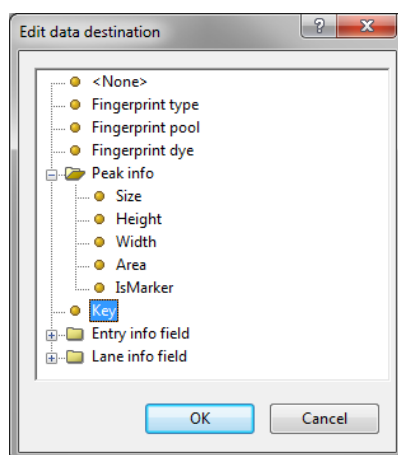 Edit data destination
<None>
Fingerprint type
Fingerprint pool
Fingerprint dye
Peak info
Size
Height
Width
Area
IsMarker
Key
Entry info field
Lane info field
OK Cancel